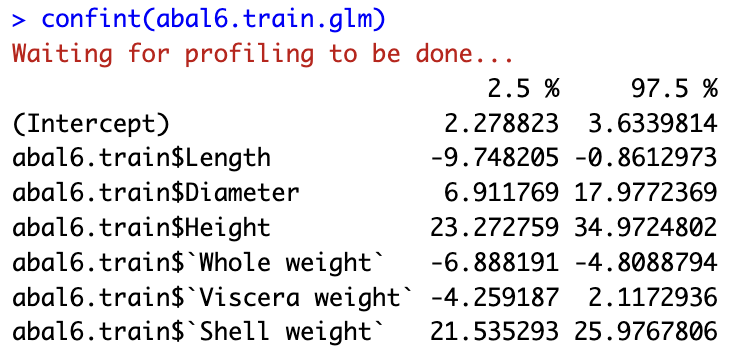 > confint(abal6.train.glm)
Waiting for profiling to be done...
2.5 % 97.5 %
(Intercept) 2.278823 3.6339814
abal6.train$Length -9.748205 -0.8612973
abal6.train$Diameter 6.911769 17.9772369
abal6.train$Height 23.272759 34.9724802
abal6.train$`Whole weight` -6.888191 -4.8088794
abal6.train$`Viscera weight` -4.259187 2.1172936
abal6.train$`Shell weight` 21.535293 25.9767806